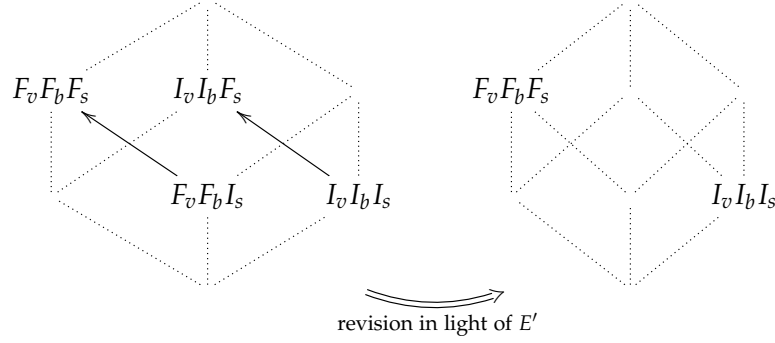 $F_vF_bF_s$ $I_vI_bF_s$ $F_vF_bF_s$
$F_vF_bI_s$ $I_vI_bI_s$ $I_vI_bI_s$
revision in light of $E'$